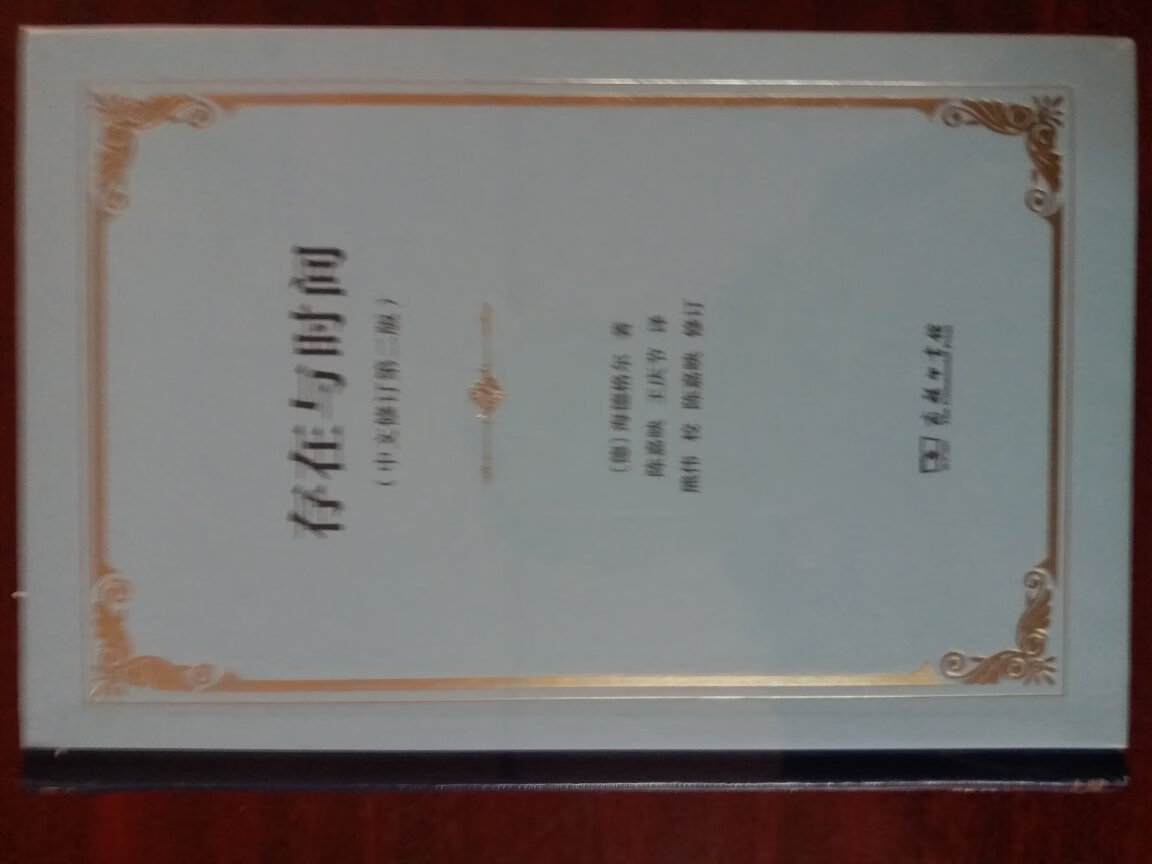 存在与时间
（中文修订第二版）
〔德〕海德格尔 著
陈嘉映 王庆节 译
熊伟 校 陈嘉映 修订
商务印书馆